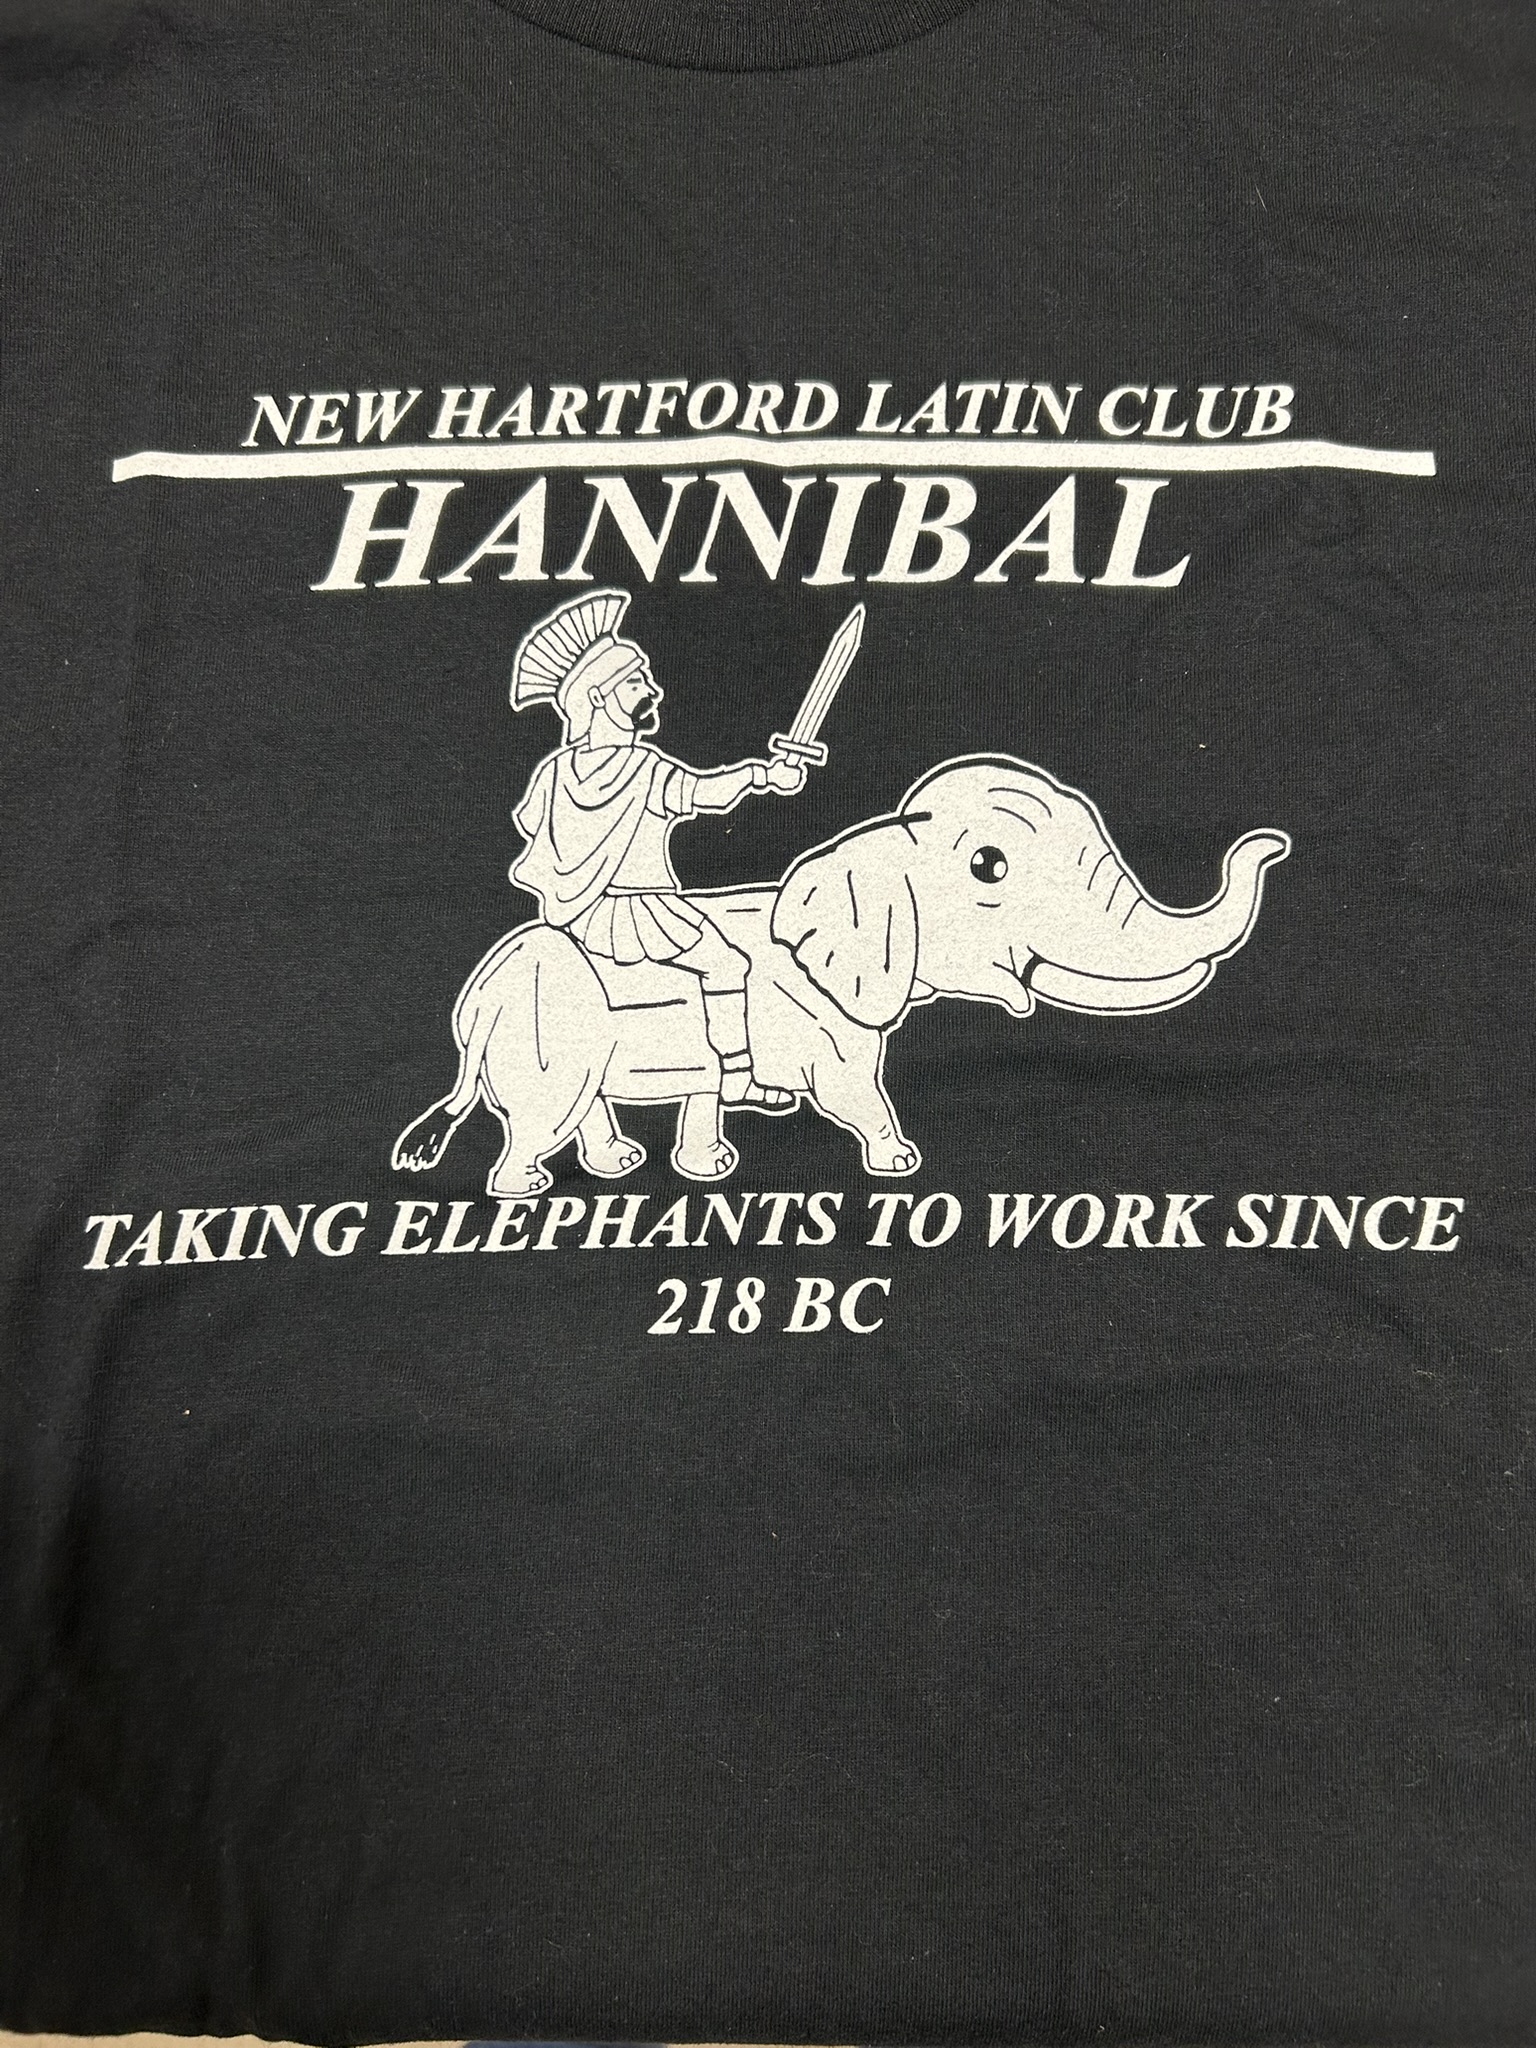 NEW HARTFORD LATIN CLUB
HANNIBAL
TAKING ELEPHANTS TO WORK SINCE
218 BC